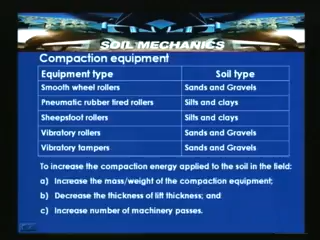 SOIL MECHANICS
Compaction equipment
Equipment type Soil type
Smooth wheel rollers Sands and Gravels
Pneumatic rubber tired rollers Silts and clays
Sheepsfoot rollers Silts and clays
Vibratory rollers Sands and Gravels
Vibratory tampers Sands and Gravels
To increase the compaction energy applied to the soil in the field:
a) Increase the mass/weight of the compaction equipment;
b) Decrease the thickness of lift thickness; and
c) Increase number of machinery passes.